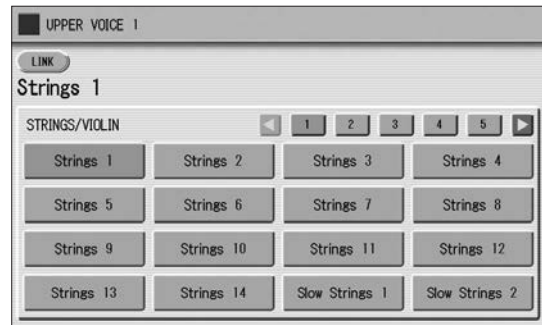 UPPER VOICE 1
LINK
Strings 1
STRINGS/VIOLIN 1 2 3 4 5
Strings 1 Strings 2 Strings 3 Strings 4
Strings 5 Strings 6 Strings 7 Strings 8
Strings 9 Strings 10 Strings 11 Strings 12
Strings 13 Strings 14 Slow Strings 1 Slow Strings 2